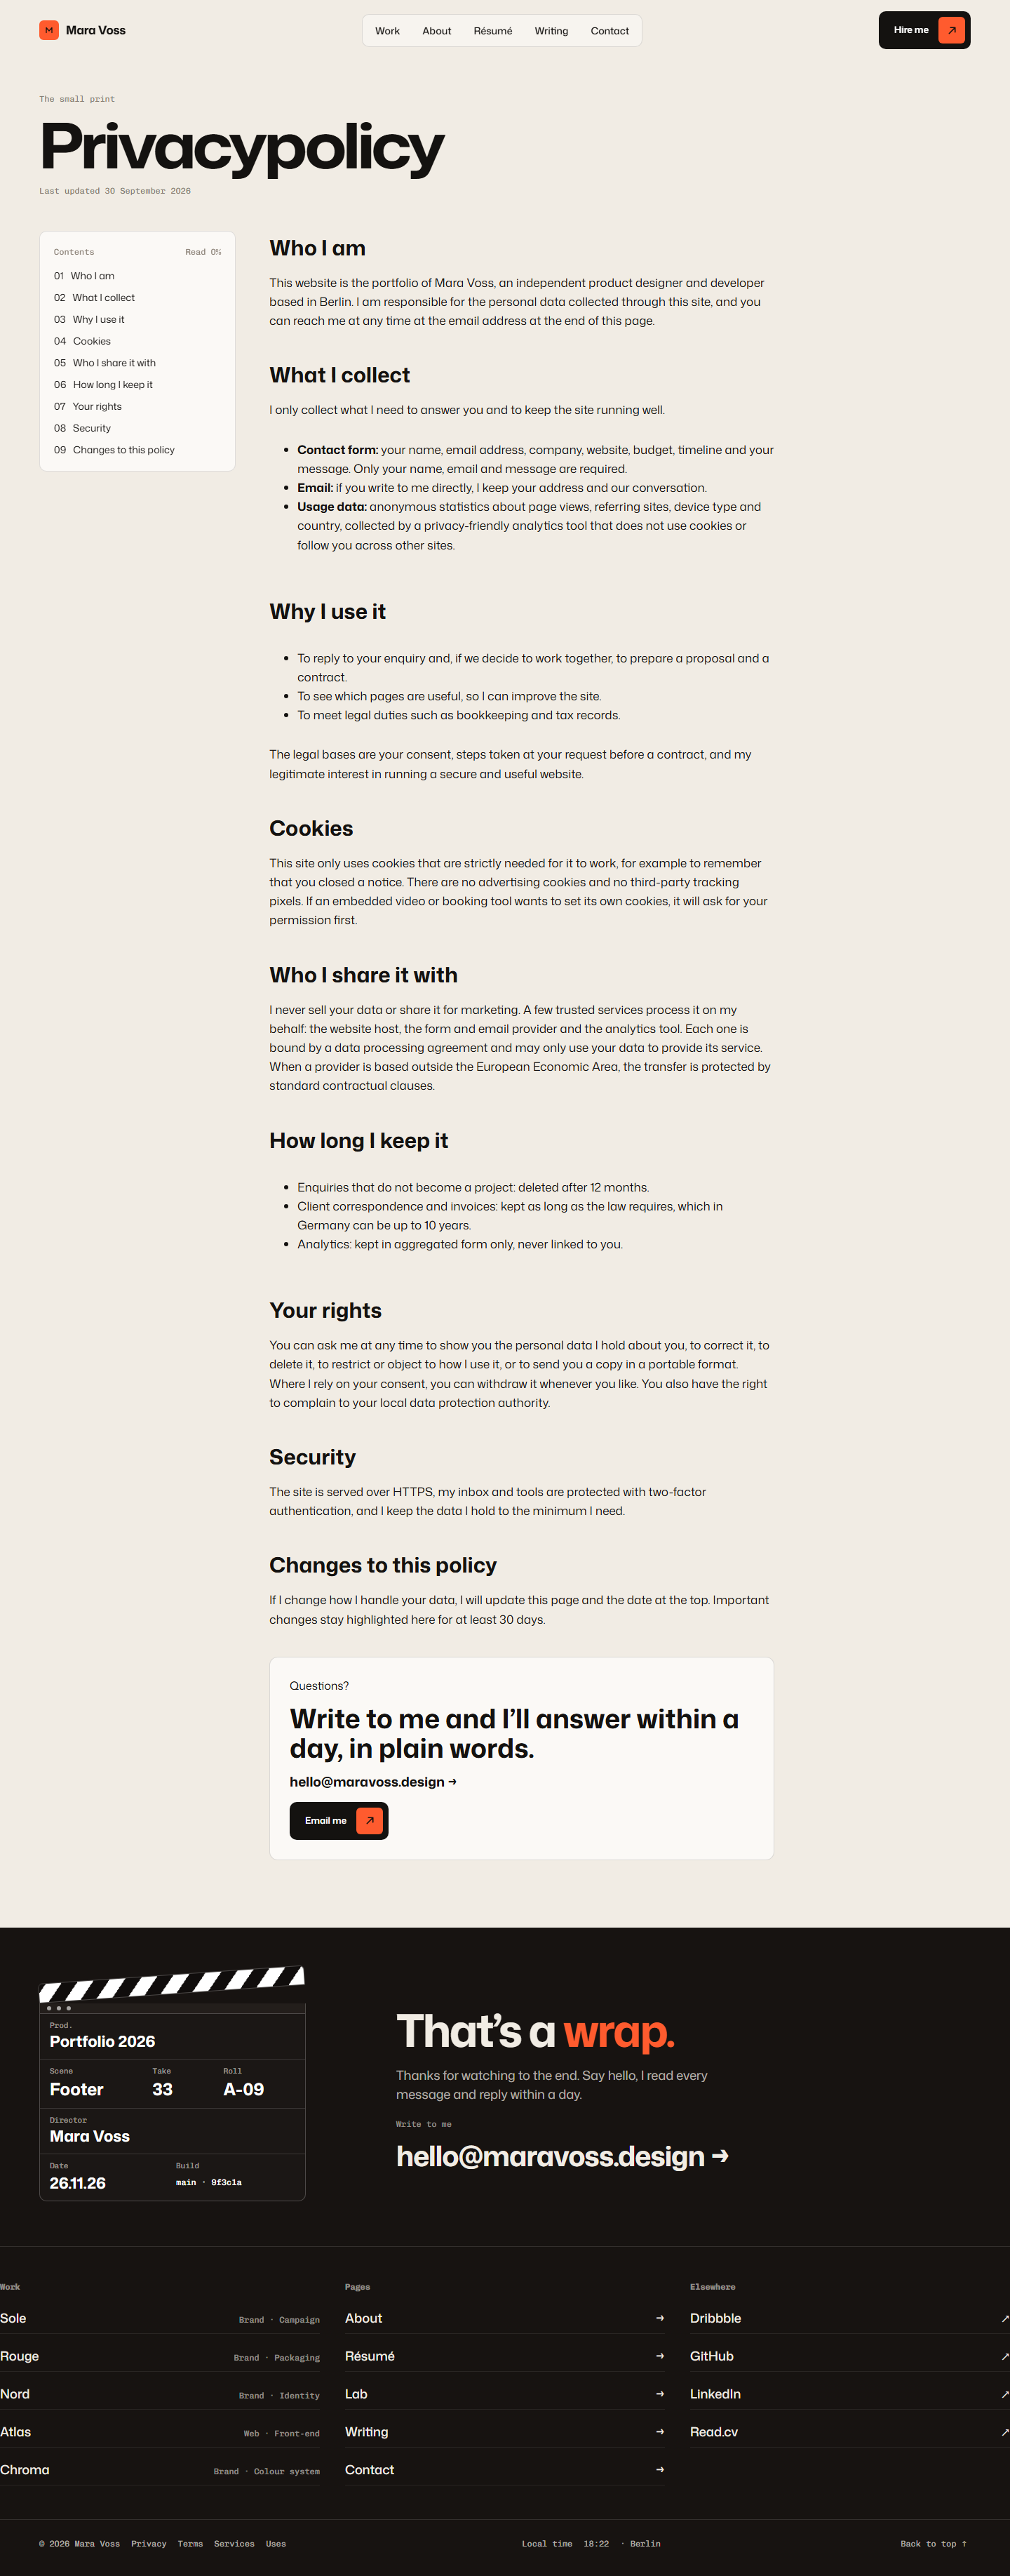 M Mara Voss
Work About Résumé Writing Contact
Hire me
The small print
Privacypolicy
Last updated 30 September 2026
Contents Read 0%
01 Who I am
02 What I collect
03 Why I use it
04 Cookies
05 Who I share it with
06 How long I keep it
07 Your rights
08 Security
09 Changes to this policy
Who I am
This website is the portfolio of Mara Voss, an independent product designer and developer
based in Berlin. I am responsible for the personal data collected through this site, and you
can reach me at any time at the email address at the end of this page.
What I collect
I only collect what I need to answer you and to keep the site running well.
• Contact form: your name, email address, company, website, budget, timeline and your
message. Only your name, email and message are required.
• Email: if you write to me directly, I keep your address and our conversation.
• Usage data: anonymous statistics about page views, referring sites, device type and
country, collected by a privacy-friendly analytics tool that does not use cookies or
follow you across other sites.
Why I use it
• To reply to your enquiry and, if we decide to work together, to prepare a proposal and a
contract.
• To see which pages are useful, so I can improve the site.
• To meet legal duties such as bookkeeping and tax records.
The legal bases are your consent, steps taken at your request before a contract, and my
legitimate interest in running a secure and useful website.
Cookies
This site only uses cookies that are strictly needed for it to work, for example to remember
that you closed a notice. There are no advertising cookies and no third-party tracking
pixels. If an embedded video or booking tool wants to set its own cookies, it will ask for your
permission first.
Who I share it with
I never sell your data or share it for marketing. A few trusted services process it on my
behalf: the website host, the form and email provider and the analytics tool. Each one is
bound by a data processing agreement and may only use your data to provide its service.
When a provider is based outside the European Economic Area, the transfer is protected by
standard contractual clauses.
How long I keep it
• Enquiries that do not become a project: deleted after 12 months.
• Client correspondence and invoices: kept as long as the law requires, which in
Germany can be up to 10 years.
• Analytics: kept in aggregated form only, never linked to you.
Your rights
You can ask me at any time to show you the personal data I hold about you, to correct it, to
delete it, to restrict or object to how I use it, or to send you a copy in a portable format.
Where I rely on your consent, you can withdraw it whenever you like. You also have the right
to complain to your local data protection authority.
Security
The site is served over HTTPS, my inbox and tools are protected with two-factor
authentication, and I keep the data I hold to the minimum I need.
Changes to this policy
If I change how I handle your data, I will update this page and the date at the top. Important
changes stay highlighted here for at least 30 days.
Questions?
Write to me and I’ll answer within a
day, in plain words.
hello@maravoss.design →
Email me
Prod.
Portfolio 2026
Scene Take Roll
Footer 33 A-09
Director
Mara Voss
Date Build
26.11.26 main · 9f3c1a
That’s a wrap.
Thanks for watching to the end. Say hello, I read every
message and reply within a day.
Write to me
hello@maravoss.design →
Work
Sole Brand · Campaign
Rouge Brand · Packaging
Nord Brand · Identity
Atlas Web · Front-end
Chroma Brand · Colour system
Pages
About →
Résumé →
Lab →
Writing →
Contact →
Elsewhere
Dribbble ↗
GitHub ↗
LinkedIn ↗
Read.cv ↗
© 2026 Mara Voss Privacy Terms Services Uses
Local time 18:22 · Berlin
Back to top ↑